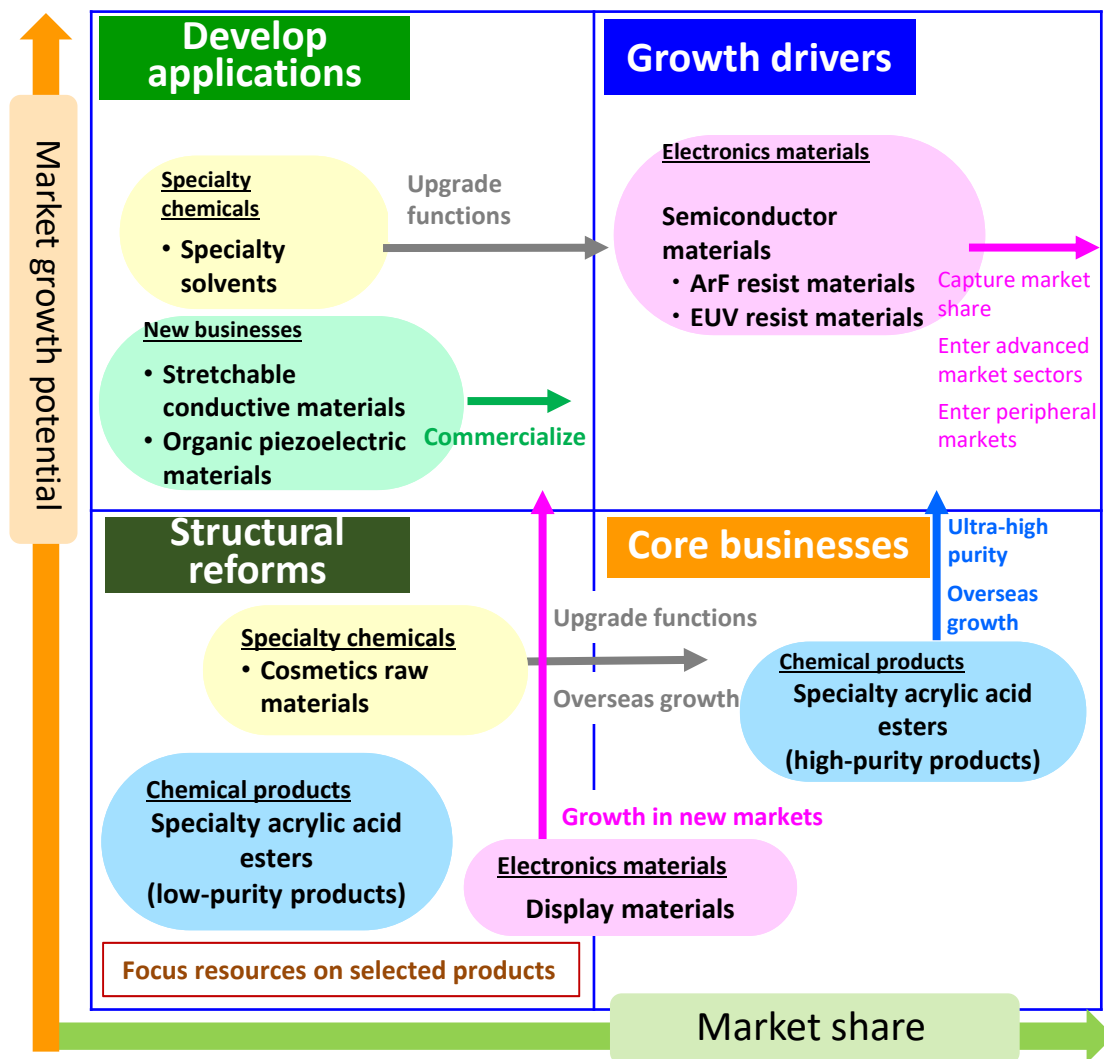 Develop
applications
Growth drivers
Market growth potential
Specialty
chemicals
• Specialty
solvents
Upgrade
functions
Electronics materials
Semiconductor
materials
・ArF resist materials
・EUV resist materials
Capture market
share
Enter advanced
market sectors
Enter peripheral
markets
New businesses
• Stretchable
conductive materials
• Organic piezoelectric
materials
Commercialize
Structural
reforms
Core businesses
Ultra-high
purity
Overseas
growth
Specialty chemicals
• Cosmetics raw
materials
Upgrade functions
Overseas growth
Chemical products
Specialty acrylic acid
esters
(high-purity products)
Chemical products
Specialty acrylic acid
esters
(low-purity products)
Growth in new markets
Electronics materials
Display materials
Focus resources on selected products
Market share